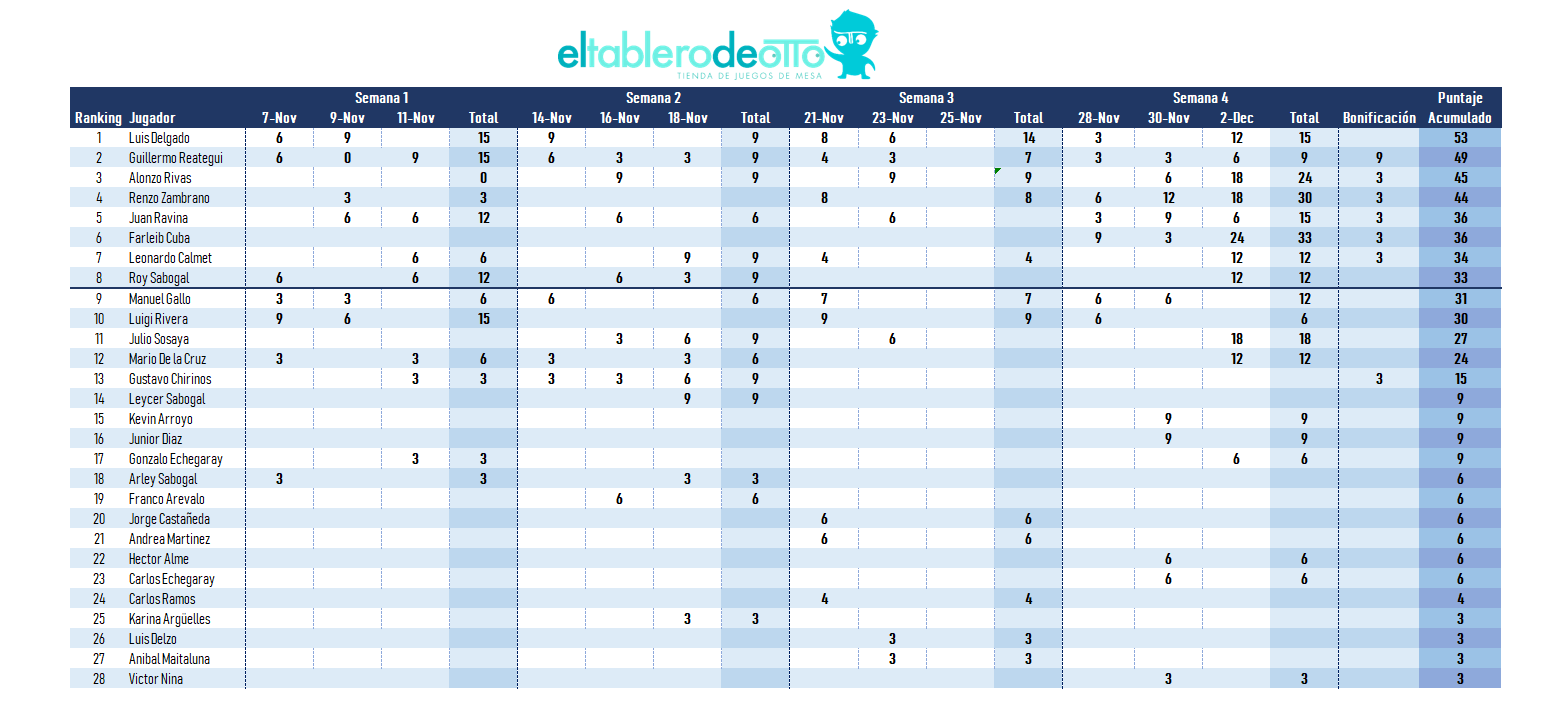 eltablerodeotto
TIENDA DE JUEGOS DE MESA
Semana 1 Semana 2 Semana 3 Semana 4 Puntaje
Ranking Jugador 7-Nov 9-Nov 11-Nov Total 14-Nov 16-Nov 18-Nov Total 21-Nov 23-Nov 25-Nov Total 28-Nov 30-Nov 2-Dec Total Bonificación Acumulado
1 Luis Delgado 6 9 15 9 9 8 6 14 3 12 15 53
2 Guillermo Reategui 6 0 9 15 6 3 3 9 4 3 7 3 3 6 9 9 49
3 Alonzo Rivas 0 9 9 9 9 6 18 24 3 45
4 Renzo Zambrano 3 3 8 8 6 12 18 30 3 44
5 Juan Ravina 6 6 12 6 6 6 3 9 6 15 3 36
6 Farleib Cuba 9 3 24 33 3 36
7 Leonardo Calmet 6 6 9 9 4 4 12 12 3 34
8 Roy Sabogal 6 6 12 6 3 9 12 12 33
9 Manuel Gallo 3 3 6 6 6 7 7 6 6 12 31
10 Luigi Rivera 9 6 15 9 9 6 6 30
11 Julio Sosaya 3 6 9 6 18 18 27
12 Mario De la Cruz 3 3 6 3 3 6 12 12 24
13 Gustavo Chirinos 3 3 3 3 6 9 3 15
14 Leycer Sabogal 9 9 9
15 Kevin Arroyo 9 9 9
16 Junior Diaz 9 9 9
17 Gonzalo Echegaray 3 3 6 6 9
18 Arley Sabogal 3 3 3 3 6
19 Franco Arevalo 6 6 6
20 Jorge Castañeda 6 6 6
21 Andrea Martinez 6 6 6
22 Hector Alme 6 6 6
23 Carlos Echegaray 6 6 6
24 Carlos Ramos 4 4 4
25 Karina Argüelles 3 3 3
26 Luis Delzo 3 3 3
27 Anibal Maitaluna 3 3 3
28 Victor Nina 3 3 3